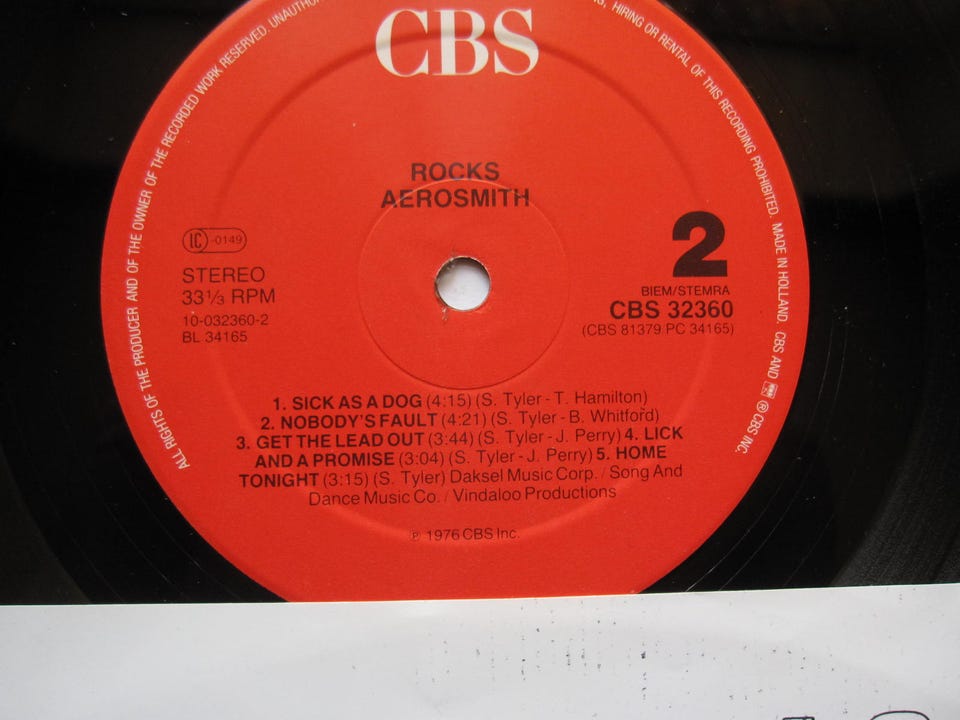 CBS
ALL RIGHTS OF THE PRODUCER AND OF THE OWNER OF THE RECORDED WORK RESERVED. UNAUTHOR
HIRING OR RENTAL OF THIS RECORDING PROHIBITED. MADE IN HOLLAND. CBS AND ℗ CBS INC.
ROCKS
AEROSMITH
LC -0149
STEREO
33 1/3 RPM
10-032360-2
BL 34165
2
BIEM/STEMRA
CBS 32360
(CBS 81379 PC 34165)
1. SICK AS A DOG (4:15) (S. Tyler - T. Hamilton)
2. NOBODY'S FAULT (4:21) (S. Tyler - B. Whitford)
3. GET THE LEAD OUT (3:44) (S. Tyler - J. Perry) 4. LICK
AND A PROMISE (3:04) (S. Tyler - J. Perry) 5. HOME
TONIGHT (3:15) (S. Tyler) Daksel Music Corp. / Song And
Dance Music Co. / Vindaloo Productions
℗ 1976 CBS Inc.